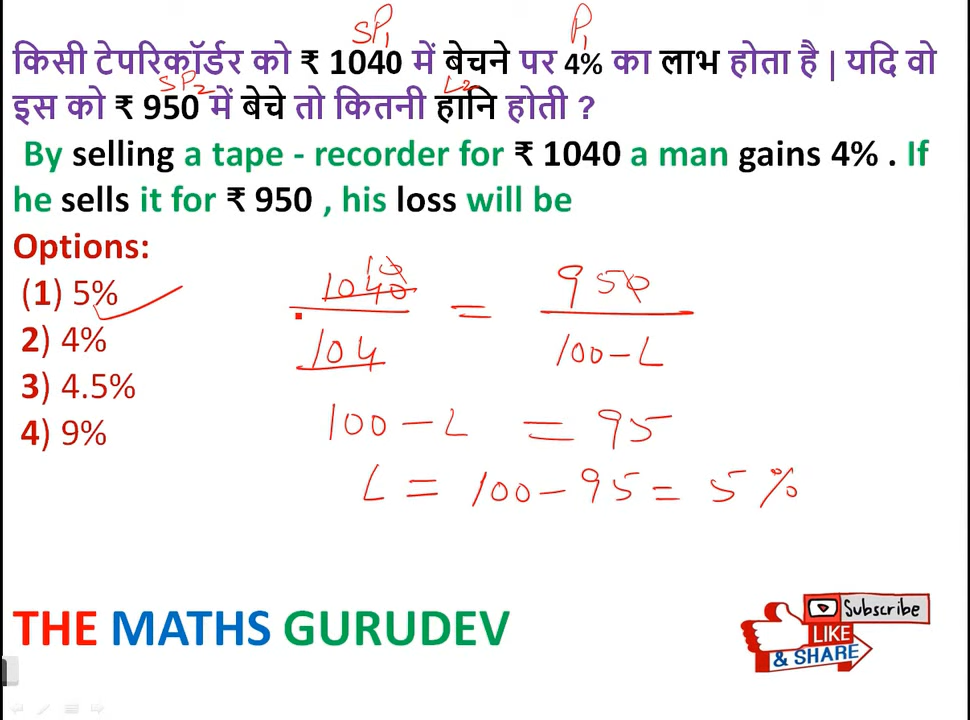 SP1 P1
किसी टेपरिकॉर्डर को ₹ 1040 में बेचने पर 4% का लाभ होता है | यदि वो
SP2 L2
इस को ₹ 950 में बेचे तो कितनी हानि होती ?
By selling a tape - recorder for ₹ 1040 a man gains 4% . If
he sells it for ₹ 950 , his loss will be
Options:
(1) 5%
2) 4%
3) 4.5%
4) 9%
10
1040 = 950
104 100-L
100 - L = 95
L = 100 - 95 = 5 %
THE MATHS GURUDEV
Subscribe
LIKE
& SHARE